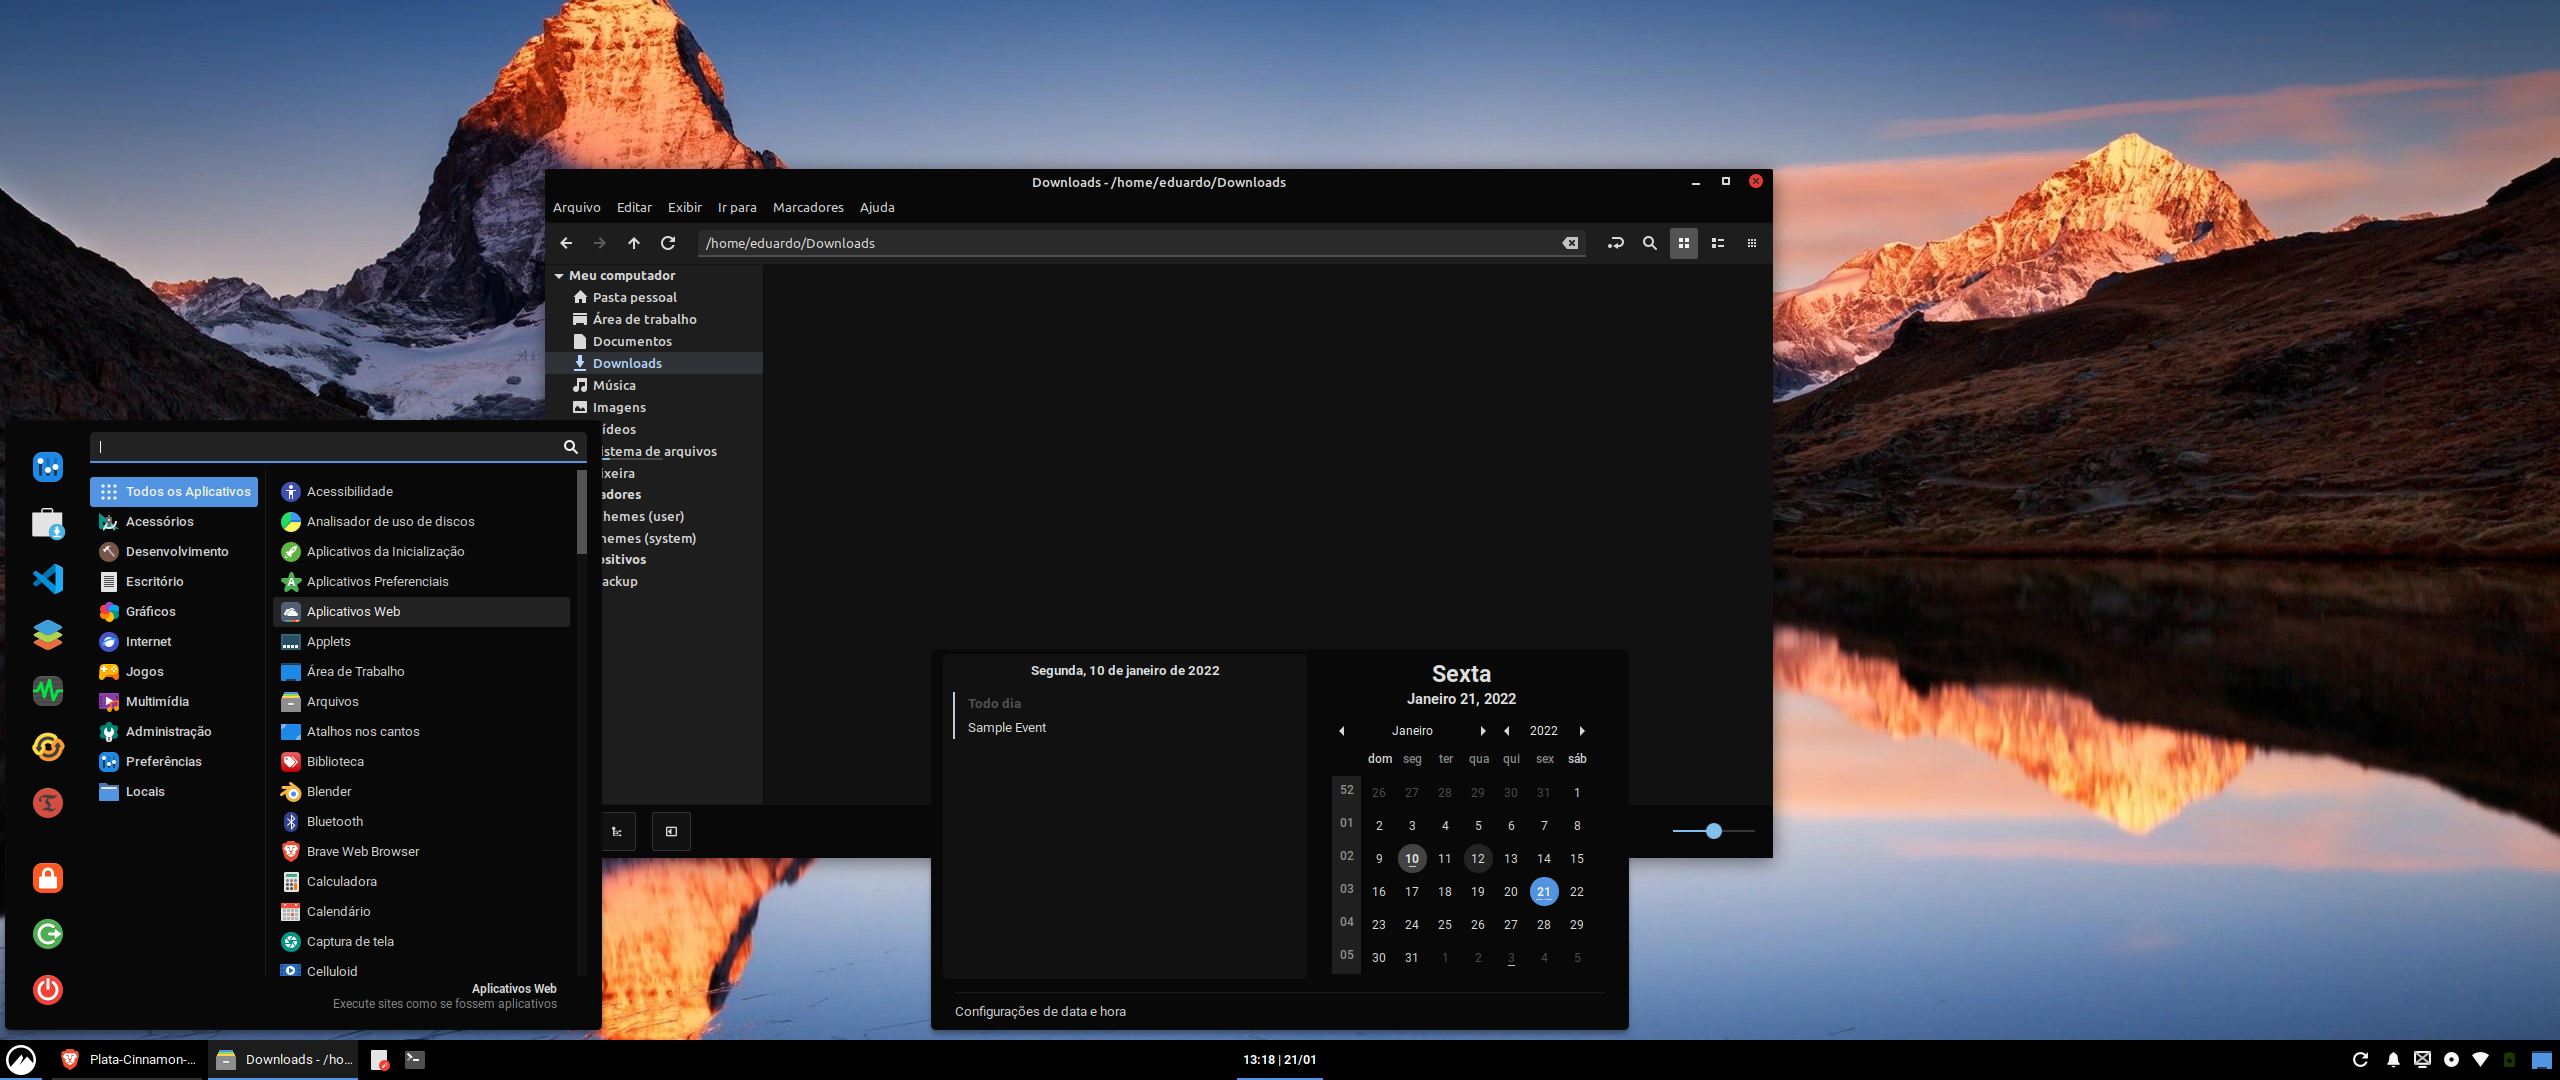 Downloads - /home/eduardo/Downloads
Arquivo Editar Exibir Ir para Marcadores Ajuda
/home/eduardo/Downloads
Meu computador
Pasta pessoal
Área de trabalho
Documentos
Downloads
Música
Imagens
ídeos
istema de arquivos
ixeira
adores
hemes (user)
hemes (system)
ositivos
ackup
Todos os Aplicativos
Acessórios
Desenvolvimento
Escritório
Gráficos
Internet
Jogos
Multimídia
Administração
Preferências
Locais
Acessibilidade
Analisador de uso de discos
Aplicativos da Inicialização
Aplicativos Preferenciais
Aplicativos Web
Applets
Área de Trabalho
Arquivos
Atalhos nos cantos
Biblioteca
Blender
Bluetooth
Brave Web Browser
Calculadora
Calendário
Captura de tela
Celluloid
Aplicativos Web
Execute sites como se fossem aplicativos
Segunda, 10 de janeiro de 2022
Todo dia
Sample Event
Sexta
Janeiro 21, 2022
Janeiro 2022
dom seg ter qua qui sex sáb
52 26 27 28 29 30 31 1
01 2 3 4 5 6 7 8
02 9 10 11 12 13 14 15
03 16 17 18 19 20 21 22
04 23 24 25 26 27 28 29
05 30 31 1 2 3 4 5
Configurações de data e hora
Plata-Cinnamon-...
Downloads - /ho...
13:18 | 21/01